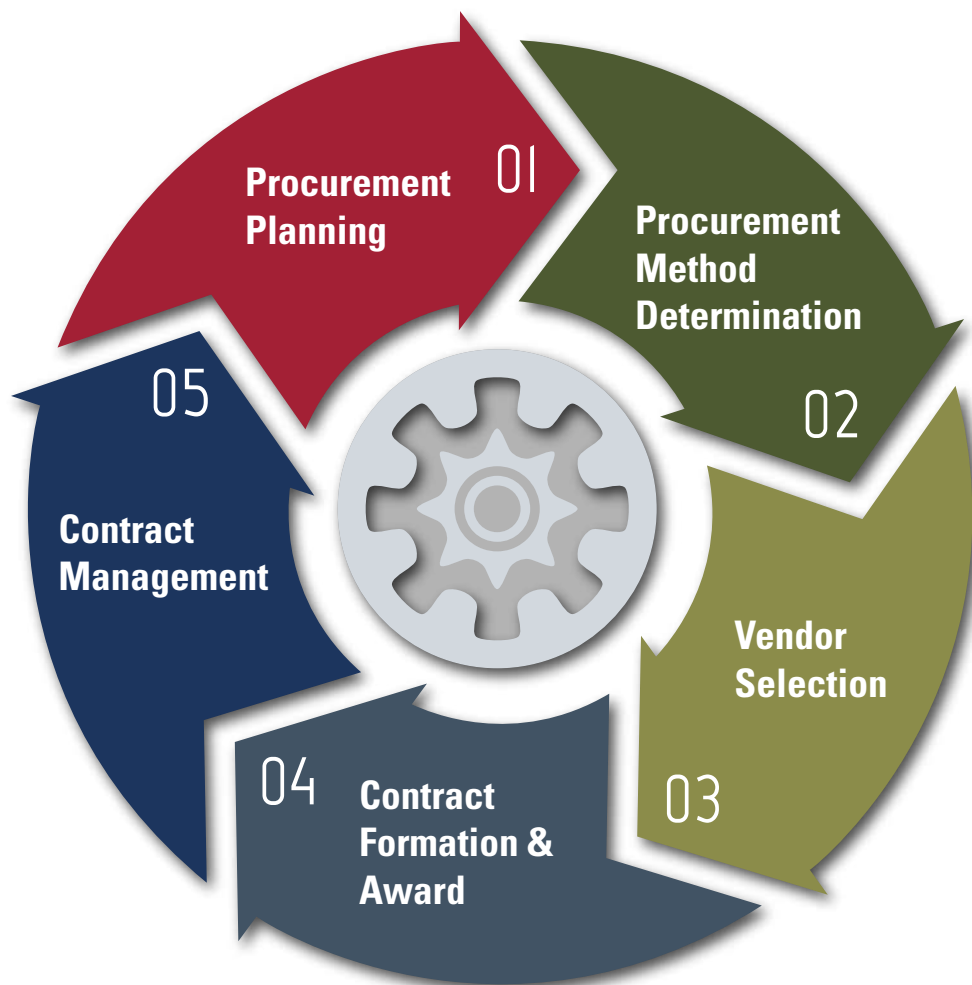 01
Procurement
Planning
02
Procurement
Method
Determination
03
Vendor
Selection
04
Contract
Formation &
Award
05
Contract
Management